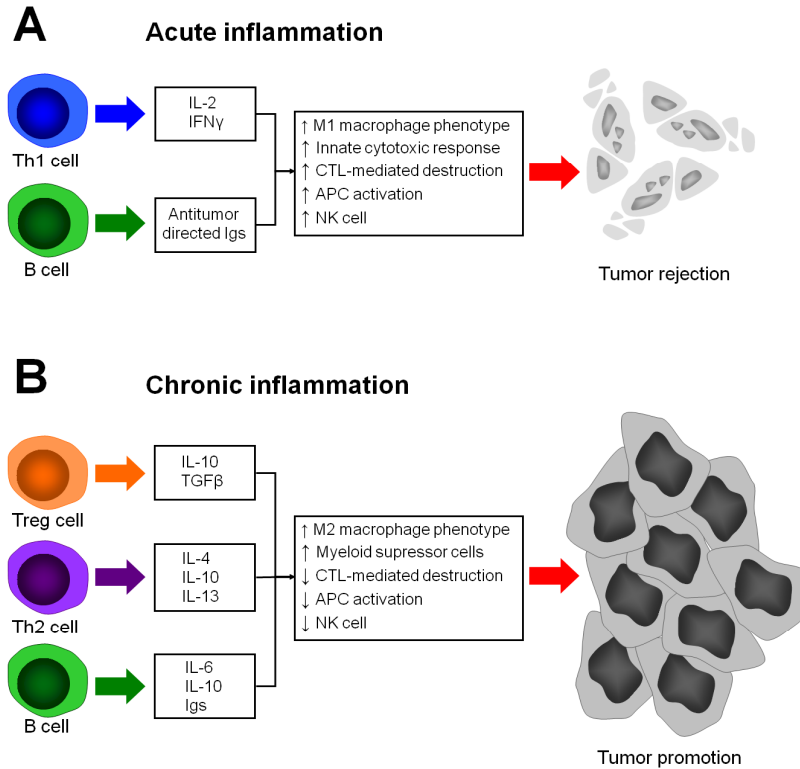 A
Acute inflammation
Th1 cell
IL-2
IFNγ
B cell
Antitumor
directed Igs
↑ M1 macrophage phenotype
↑ Innate cytotoxic response
↑ CTL-mediated destruction
↑ APC activation
↑ NK cell
Tumor rejection
B
Chronic inflammation
Treg cell
IL-10
TGFβ
Th2 cell
IL-4
IL-10
IL-13
B cell
IL-6
IL-10
Igs
↑ M2 macrophage phenotype
↑ Myeloid supressor cells
↓ CTL-mediated destruction
↓ APC activation
↓ NK cell
Tumor promotion